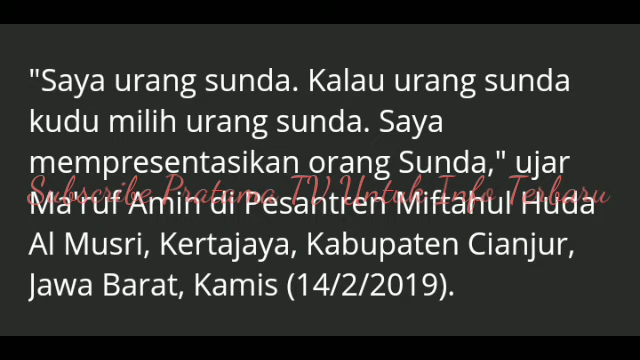 "Saya urang sunda. Kalau urang sunda
kudu milih urang sunda. Saya
mempresentasikan orang Sunda," ujar
Subscribe Pratama TV Untuk Info Terbaru
Ma'ruf Amin di Pesantren Miftahul Huda
Al Musri, Kertajaya, Kabupaten Cianjur,
Jawa Barat, Kamis (14/2/2019).